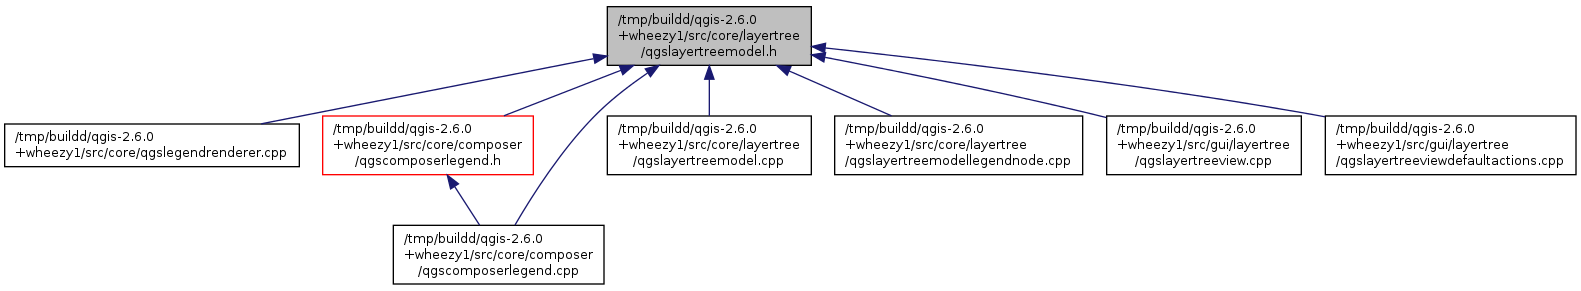 /tmp/buildd/qgis-2.6.0
+wheezy1/src/core/layertree
/qgslayertreemodel.h
/tmp/buildd/qgis-2.6.0
+wheezy1/src/core/qgslegendrenderer.cpp
/tmp/buildd/qgis-2.6.0
+wheezy1/src/core/composer
/qgscomposerlegend.h
/tmp/buildd/qgis-2.6.0
+wheezy1/src/core/layertree
/qgslayertreemodel.cpp
/tmp/buildd/qgis-2.6.0
+wheezy1/src/core/layertree
/qgslayertreemodellegendnode.cpp
/tmp/buildd/qgis-2.6.0
+wheezy1/src/gui/layertree
/qgslayertreeview.cpp
/tmp/buildd/qgis-2.6.0
+wheezy1/src/gui/layertree
/qgslayertreeviewdefaultactions.cpp
/tmp/buildd/qgis-2.6.0
+wheezy1/src/core/composer
/qgscomposerlegend.cpp